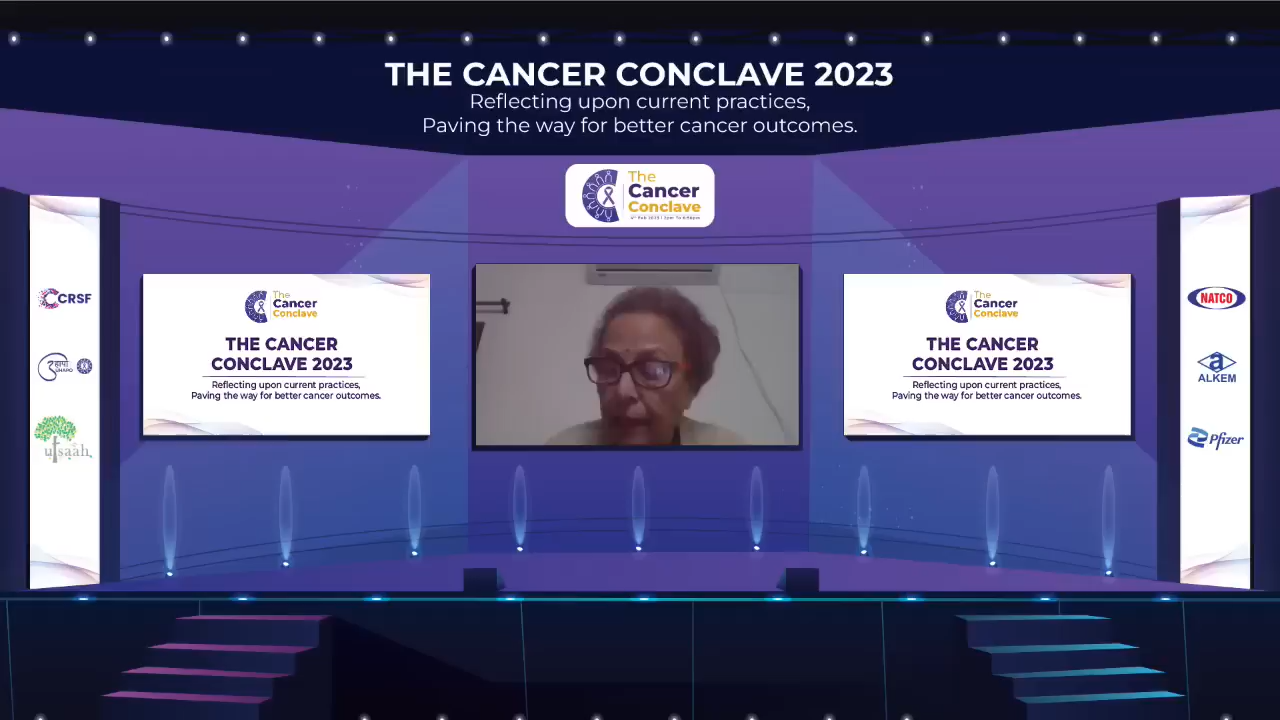 THE CANCER CONCLAVE 2023
Reflecting upon current practices,
Paving the way for better cancer outcomes.
The
Cancer
Conclave
The
Cancer
Conclave
THE CANCER
CONCLAVE 2023
Reflecting upon current practices,
Paving the way for better cancer outcomes.
The
Cancer
Conclave
THE CANCER
CONCLAVE 2023
Reflecting upon current practices,
Paving the way for better cancer outcomes.
CRSF
UHAPO
utsaah
NATCO
ALKEM
Pfizer